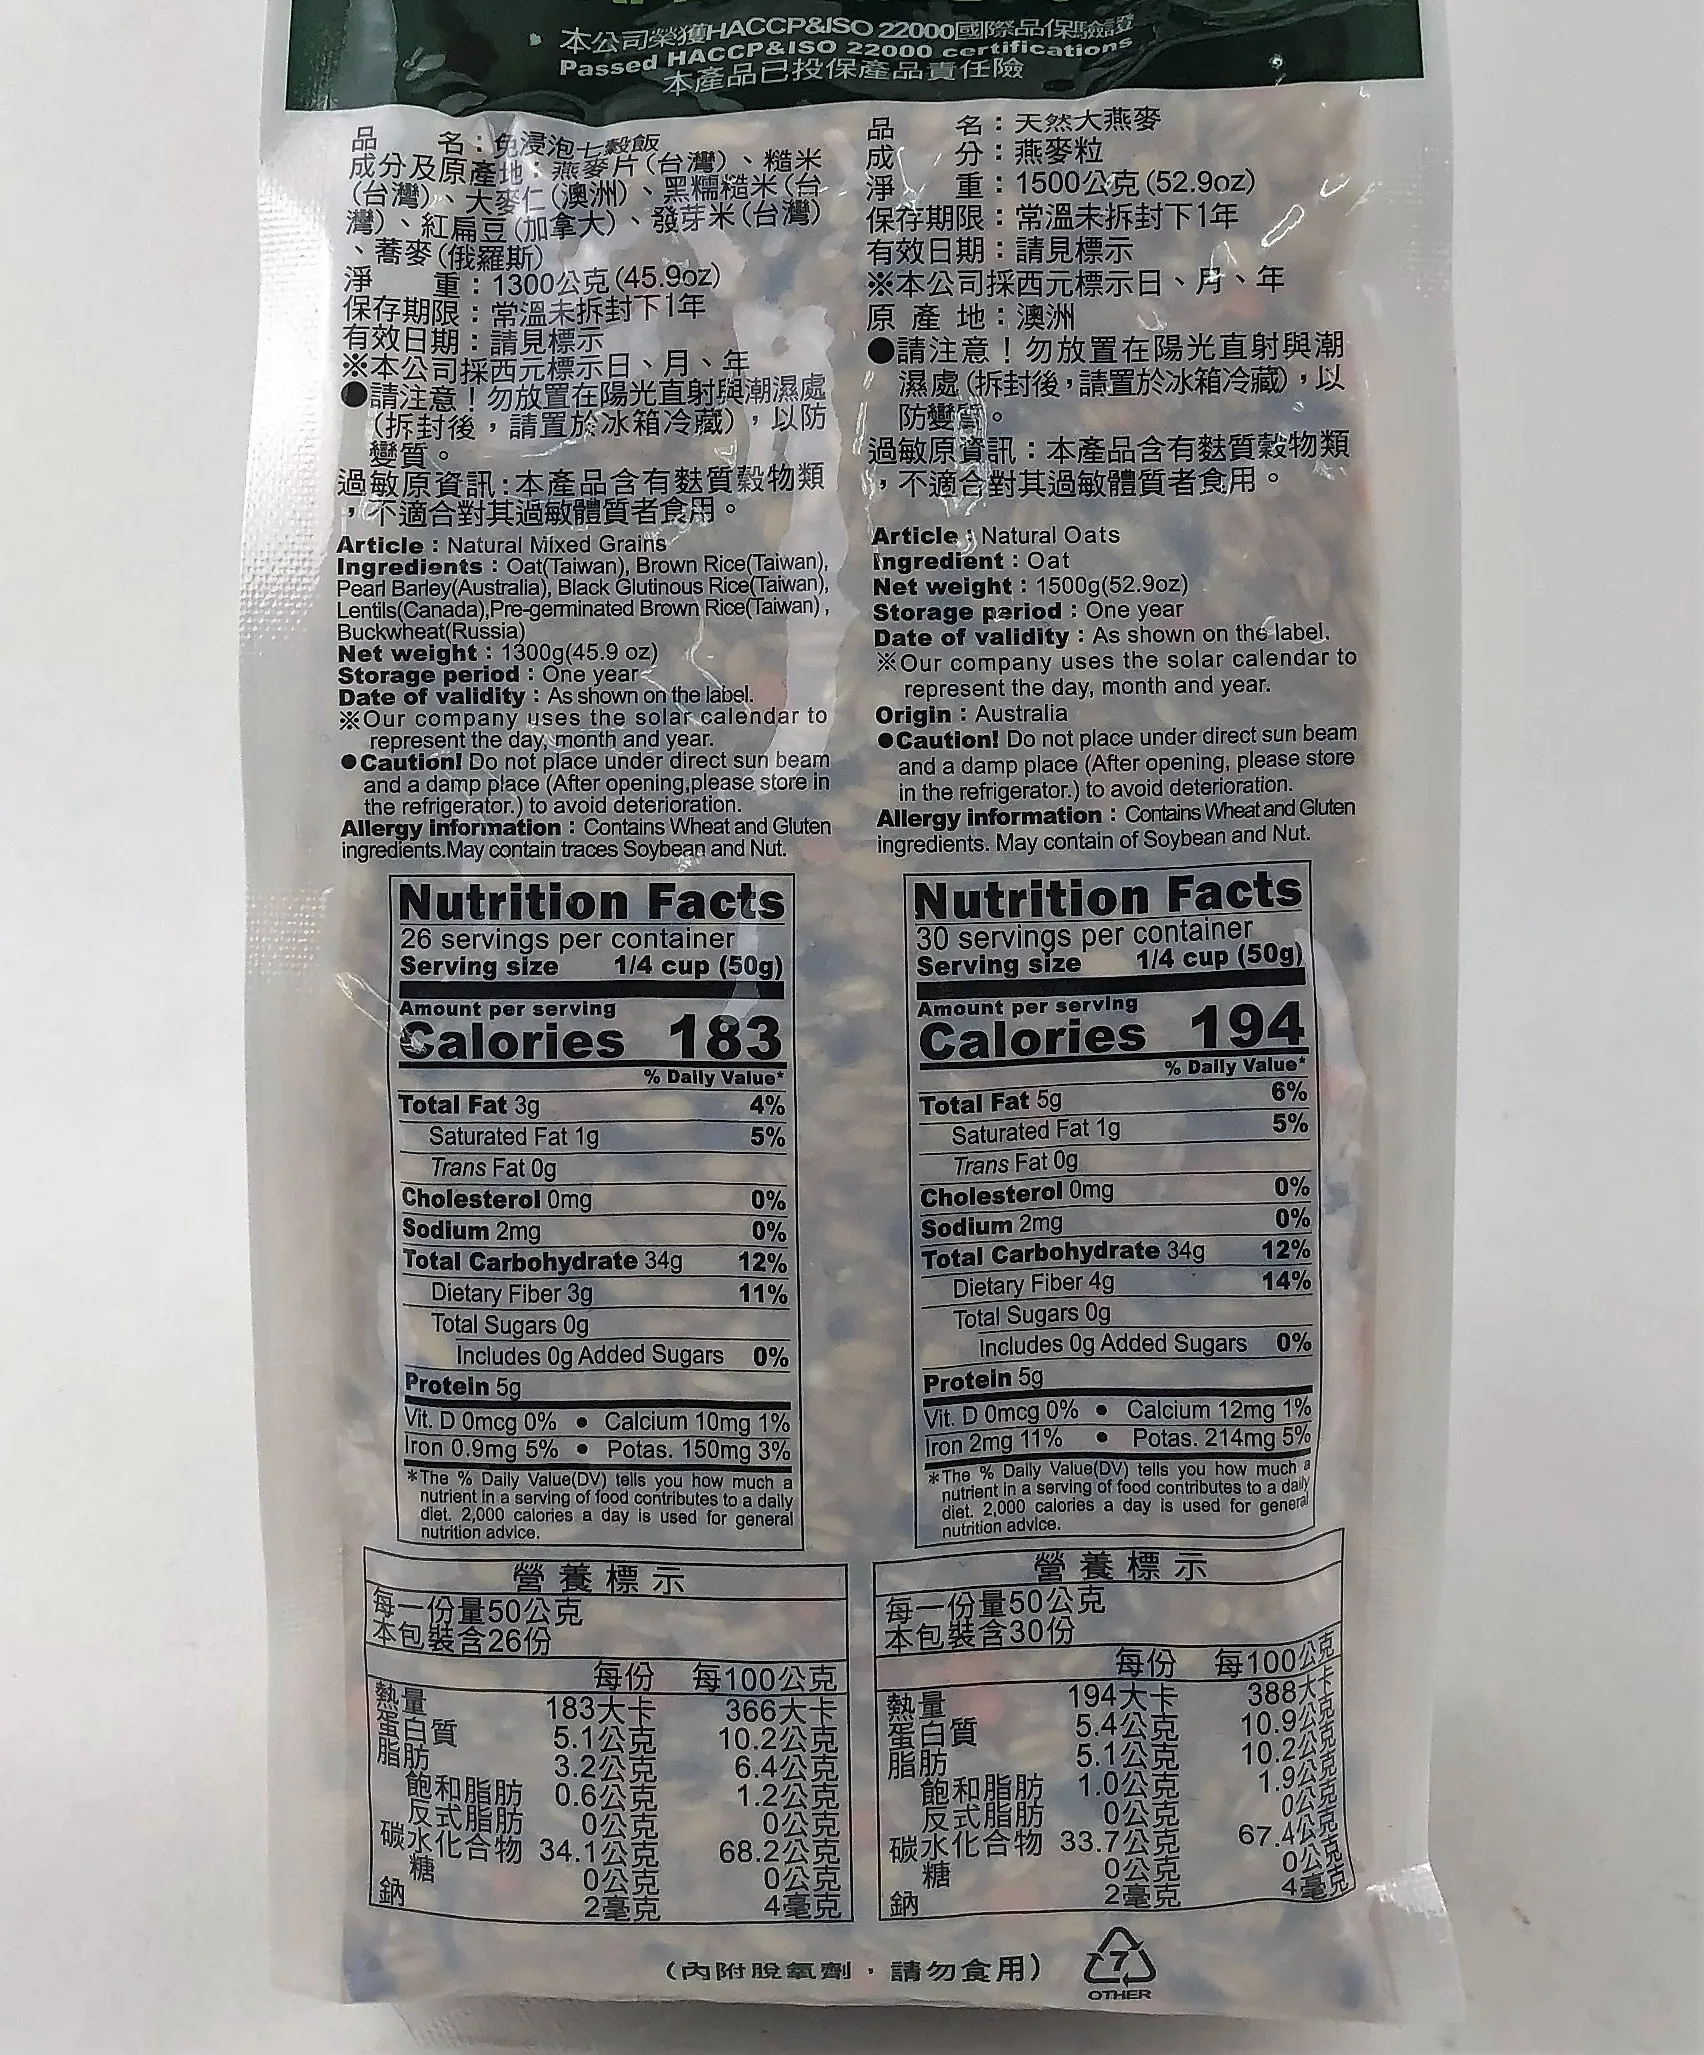 本公司榮獲HACCP&ISO 22000國際品保驗證
Passed HACCP&ISO 22000 certifications
本產品已投保產品責任險
品　　名：免浸泡七穀飯
成分及原產地：燕麥片(台灣)、糙米
(台灣)、大麥仁(澳洲)、黑糯糙米(台
灣)、紅扁豆(加拿大)、發芽米(台灣)
、蕎麥(俄羅斯)
淨　　重：1300公克(45.9oz)
保存期限：常溫未拆封下1年
有效日期：請見標示
※本公司採西元標示日、月、年
●請注意！勿放置在陽光直射與潮濕處
(拆封後，請置於冰箱冷藏)，以防
變質。
過敏原資訊：本產品含有麩質穀物類
，不適合對其過敏體質者食用。
Article：Natural Mixed Grains
Ingredients：Oat(Taiwan), Brown Rice(Taiwan),
Pearl Barley(Australia), Black Glutinous Rice(Taiwan),
Lentils(Canada),Pre-germinated Brown Rice(Taiwan),
Buckwheat(Russia)
Net weight：1300g(45.9 oz)
Storage period：One year
Date of validity：As shown on the label.
※Our company uses the solar calendar to
represent the day, month and year.
●Caution! Do not place under direct sun beam
and a damp place (After opening,please store in
the refrigerator.) to avoid deterioration.
Allergy information：Contains Wheat and Gluten
ingredients.May contain traces Soybean and Nut.
Nutrition Facts
26 servings per container
Serving size 1/4 cup (50g)
Amount per serving
Calories 183
% Daily Value*
Total Fat 3g 4%
Saturated Fat 1g 5%
Trans Fat 0g
Cholesterol 0mg 0%
Sodium 2mg 0%
Total Carbohydrate 34g 12%
Dietary Fiber 3g 11%
Total Sugars 0g
Includes 0g Added Sugars 0%
Protein 5g
Vit. D 0mcg 0% ● Calcium 10mg 1%
Iron 0.9mg 5% ● Potas. 150mg 3%
*The % Daily Value(DV) tells you how much a
nutrient in a serving of food contributes to a daily
diet. 2,000 calories a day is used for general
nutrition advice.
營養標示
每一份量50公克
本包裝含26份
每份 每100公克
熱量 183大卡 366大卡
蛋白質 5.1公克 10.2公克
脂肪 3.2公克 6.4公克
飽和脂肪 0.6公克 1.2公克
反式脂肪 0公克 0公克
碳水化合物 34.1公克 68.2公克
糖 0公克 0公克
鈉 2毫克 4毫克
品　　名：天然大燕麥
成　　分：燕麥粒
淨　　重：1500公克(52.9oz)
保存期限：常溫未拆封下1年
有效日期：請見標示
※本公司採西元標示日、月、年
原 產 地：澳洲
●請注意！勿放置在陽光直射與潮
濕處(拆封後，請置於冰箱冷藏)，以
防變質。
過敏原資訊：本產品含有麩質穀物類
，不適合對其過敏體質者食用。
Article：Natural Oats
Ingredient：Oat
Net weight：1500g(52.9oz)
Storage period：One year
Date of validity：As shown on the label.
※Our company uses the solar calendar to
represent the day, month and year.
Origin：Australia
●Caution! Do not place under direct sun beam
and a damp place (After opening, please store
in the refrigerator.) to avoid deterioration.
Allergy information：Contains Wheat and Gluten
ingredients. May contain of Soybean and Nut.
Nutrition Facts
30 servings per container
Serving size 1/4 cup (50g)
Amount per serving
Calories 194
% Daily Value*
Total Fat 5g 6%
Saturated Fat 1g 5%
Trans Fat 0g
Cholesterol 0mg 0%
Sodium 2mg 0%
Total Carbohydrate 34g 12%
Dietary Fiber 4g 14%
Total Sugars 0g
Includes 0g Added Sugars 0%
Protein 5g
Vit. D 0mcg 0% ● Calcium 12mg 1%
Iron 2mg 11% ● Potas. 214mg 5%
*The % Daily Value(DV) tells you how much a
nutrient in a serving of food contributes to a daily
diet. 2,000 calories a day is used for general
nutrition advice.
營養標示
每一份量50公克
本包裝含30份
每份 每100公克
熱量 194大卡 388大卡
蛋白質 5.4公克 10.9公克
脂肪 5.1公克 10.2公克
飽和脂肪 1.0公克 1.9公克
反式脂肪 0公克 0公克
碳水化合物 33.7公克 67.4公克
糖 0公克 0公克
鈉 2毫克 4毫克
(內附脫氧劑，請勿食用)
7
OTHER